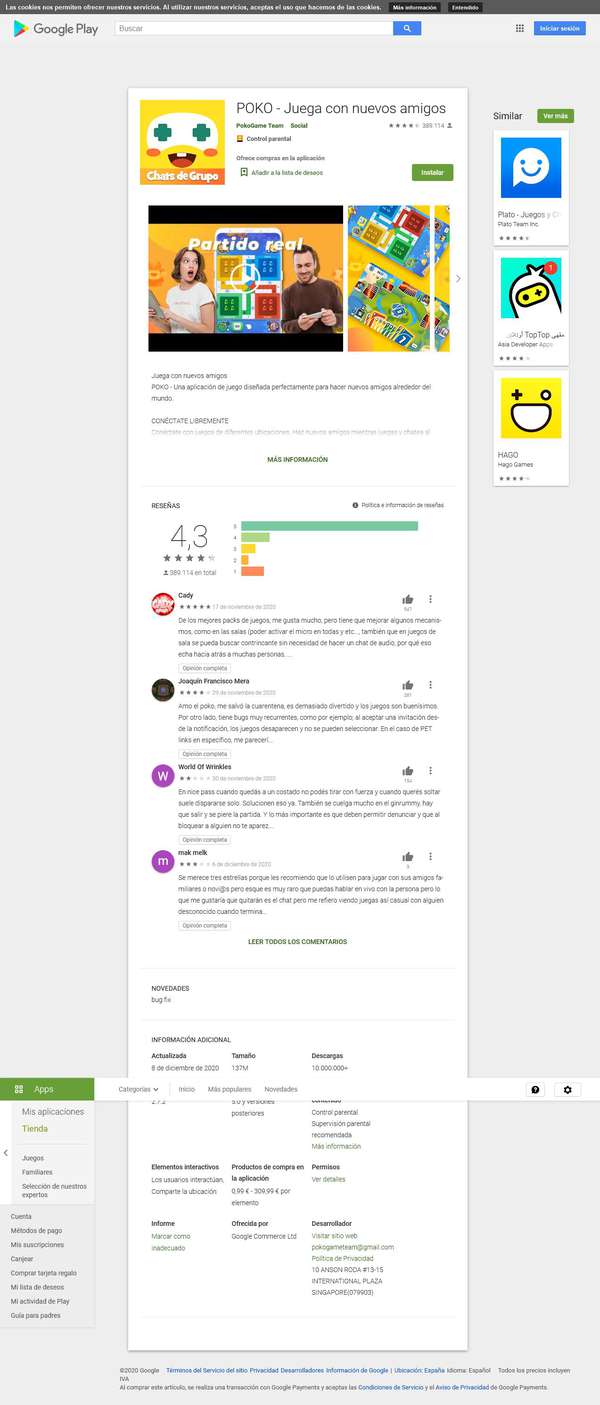 Las cookies nos permiten ofrecer nuestros servicios. Al utilizar nuestros servicios, aceptas el uso que hacemos de las cookies. Más información Entendido
Google Play
Buscar
Iniciar sesión
Chats de Grupo
POKO - Juega con nuevos amigos
PokoGame Team Social
389.114
Control parental
Ofrece compras en la aplicación
Añadir a la lista de deseos
Instalar
Partido real
Juega con nuevos amigos
POKO - Una aplicación de juego diseñada perfectamente para hacer nuevos amigos alrededor del
mundo.
CONÉCTATE LIBREMENTE
Conéctate con juegos de diferentes ubicaciones. Haz nuevos amigos mientras juegas y chatea al
MÁS INFORMACIÓN
Similar
Ver más
Plato - Juegos y Ch
Plato Team Inc.
1
TopTop
Asia Developer Apps
HAGO
Hago Games
RESEÑAS
Política e información de reseñas
4,3
389.114 en total
5
4
3
2
1
Cady
17 de noviembre de 2020
De los mejores packs de juegos, me gusta mucho, pero tiene que mejorar algunos mecanis-
mos, como en las salas (poder activar el micro en todas y etc..., también que en juegos de
sala se pueda buscar contrincante sin necesidad de hacer un chat de audio, por qué eso
echa hacia atrás a muchas personas. ...
Opinión completa
Joaquín Francisco Mera
29 de noviembre de 2020
Amo el poko, me salvó la cuarentena, es demasiado divertido y los juegos son buenísimos.
Por otro lado, tiene bugs muy recurrentes, como por ejemplo; al aceptar una invitación des-
de la notificación, los juegos desaparecen y no se pueden seleccionar. En el caso de PET
links en específico, me parecerí...
Opinión completa
W
World Of Wrinkles
30 de noviembre de 2020
En nice pass cuando quedás a un costado no podés tirar con fuerza y cuando querés soltar
suele dispararse solo. Solucionen eso ya. También se cuelga mucho en el ginrummy, hay
que salir y se piere la partida. Y lo más importante es que deben permitir denunciar y que al
bloquear a alguien no te aparez...
Opinión completa
m
mak melk
6 de diciembre de 2020
3
Se merece tres estrellas porque les recomiendo que lo utilisen para jugar con sus amigos fa-
miliares o novi@s pero esque es muy raro que puedas hablar en vivo con la persona pero lo
que me gustaría que quitarán es el chat pero me refiero viendo juegas así casual con alguien
desconocido cuando termina...
Opinión completa
LEER TODOS LOS COMENTARIOS
NOVEDADES
bug fix
INFORMACIÓN ADICIONAL
Actualizada Tamaño Descargas
8 de diciembre de 2020 137M 10.000.000+
Apps
Categorías Inicio Más populares Novedades
Mis aplicaciones
Tienda
Juegos
Familiares
Selección de nuestros
expertos
Cuenta
Métodos de pago
Mis suscripciones
Canjear
Comprar tarjeta regalo
Mi lista de deseos
Mi actividad de Play
Guía para padres
2.7.2
5.0 y versiones
posteriores
contenido
Control parental
Supervisión parental
recomendada
Más información
Elementos interactivos
Los usuarios interactúan,
Comparte la ubicación
Productos de compra en
la aplicación
0,99 € - 309,99 € por
elemento
Permisos
Ver detalles
Informe
Marcar como
inadecuado
Ofrecida por
Google Commerce Ltd
Desarrollador
Visitar sitio web
pokogameteam@gmail.com
Política de Privacidad
10 ANSON RODA #13-15
INTERNATIONAL PLAZA
SINGAPORE(079903)
©2020 Google Términos del Servicio del sitio Privacidad Desarrolladores Información de Google | Ubicación: España Idioma: Español Todos los precios incluyen
IVA
Al comprar este artículo, se realiza una transacción con Google Payments y aceptas las Condiciones de Servicio y el Aviso de Privacidad de Google Payments.